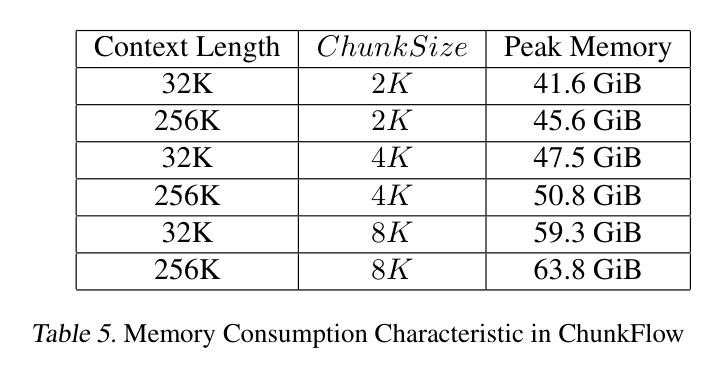 Context Length ChunkSize Peak Memory
32K 2K 41.6 GiB
256K 2K 45.6 GiB
32K 4K 47.5 GiB
256K 4K 50.8 GiB
32K 8K 59.3 GiB
256K 8K 63.8 GiB
Table 5. Memory Consumption Characteristic in ChunkFlow